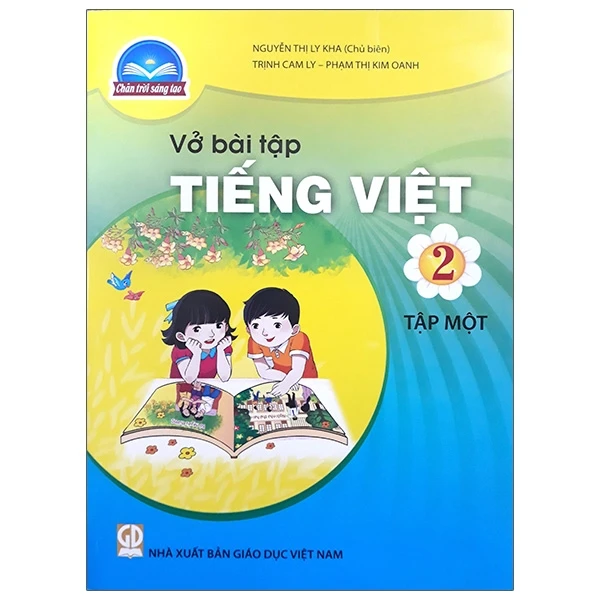 NGUYỄN THỊ LY KHA (Chủ biên)
TRỊNH CAM LY – PHẠM THỊ KIM OANH
Chân trời sáng tạo
Vở bài tập
TIẾNG VIỆT
2
TẬP MỘT
GD
NHÀ XUẤT BẢN GIÁO DỤC VIỆT NAM